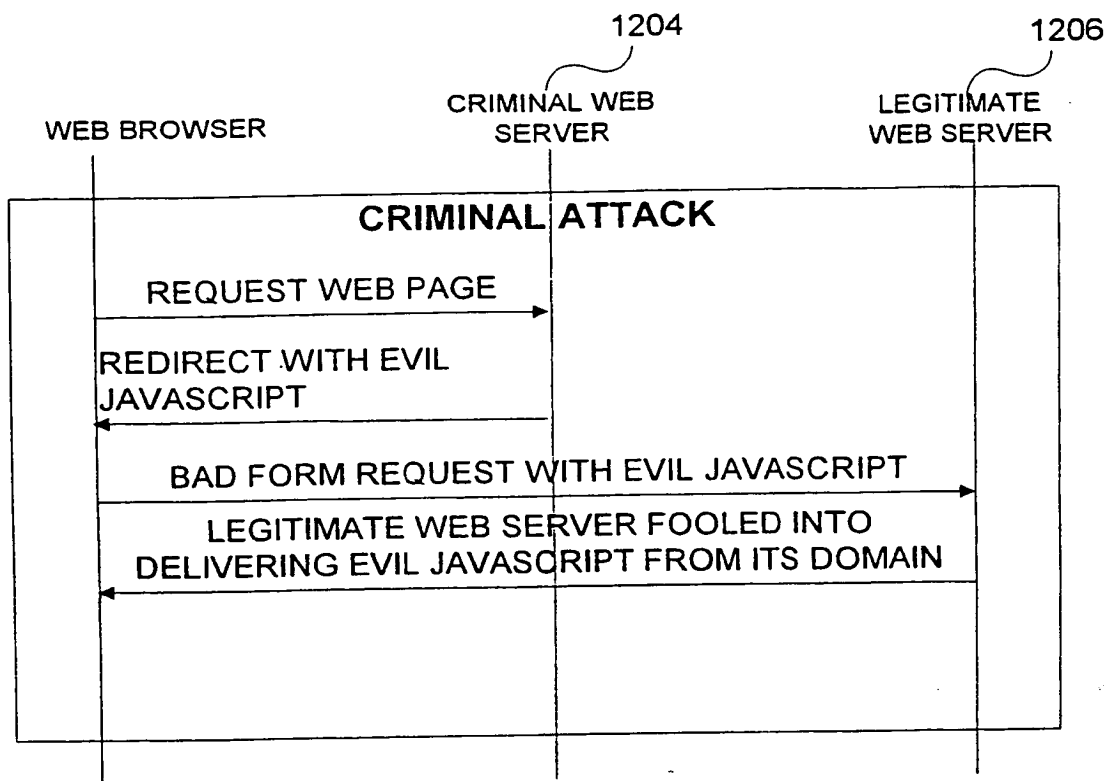 1204
1206
WEB BROWSER
CRIMINAL WEB
SERVER
LEGITIMATE
WEB SERVER
CRIMINAL ATTACK
REQUEST WEB PAGE
REDIRECT WITH EVIL
JAVASCRIPT
BAD FORM REQUEST WITH EVIL JAVASCRIPT
LEGITIMATE WEB SERVER FOOLED INTO
DELIVERING EVIL JAVASCRIPT FROM ITS DOMAIN